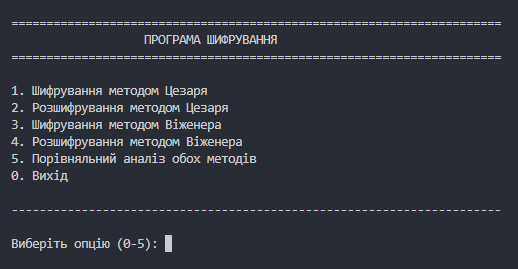 ======================================================================
ПРОГРАМА ШИФРУВАННЯ
======================================================================
1. Шифрування методом Цезаря
2. Розшифрування методом Цезаря
3. Шифрування методом Віженера
4. Розшифрування методом Віженера
5. Порівняльний аналіз обох методів
0. Вихід
----------------------------------------------------------------------
Виберіть опцію (0-5):